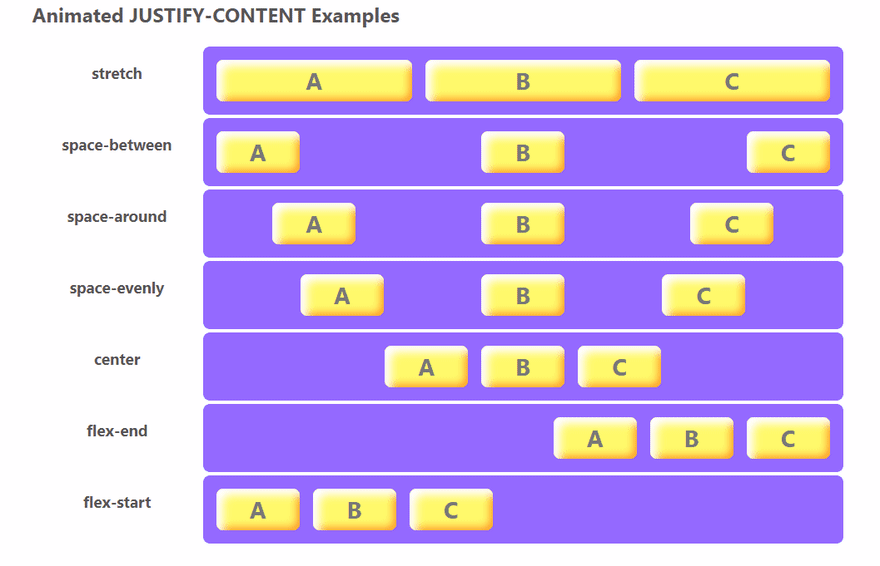 Animated JUSTIFY-CONTENT Examples
stretch A B C
space-between A B C
space-around A B C
space-evenly A B C
center A B C
flex-end A B C
flex-start A B C